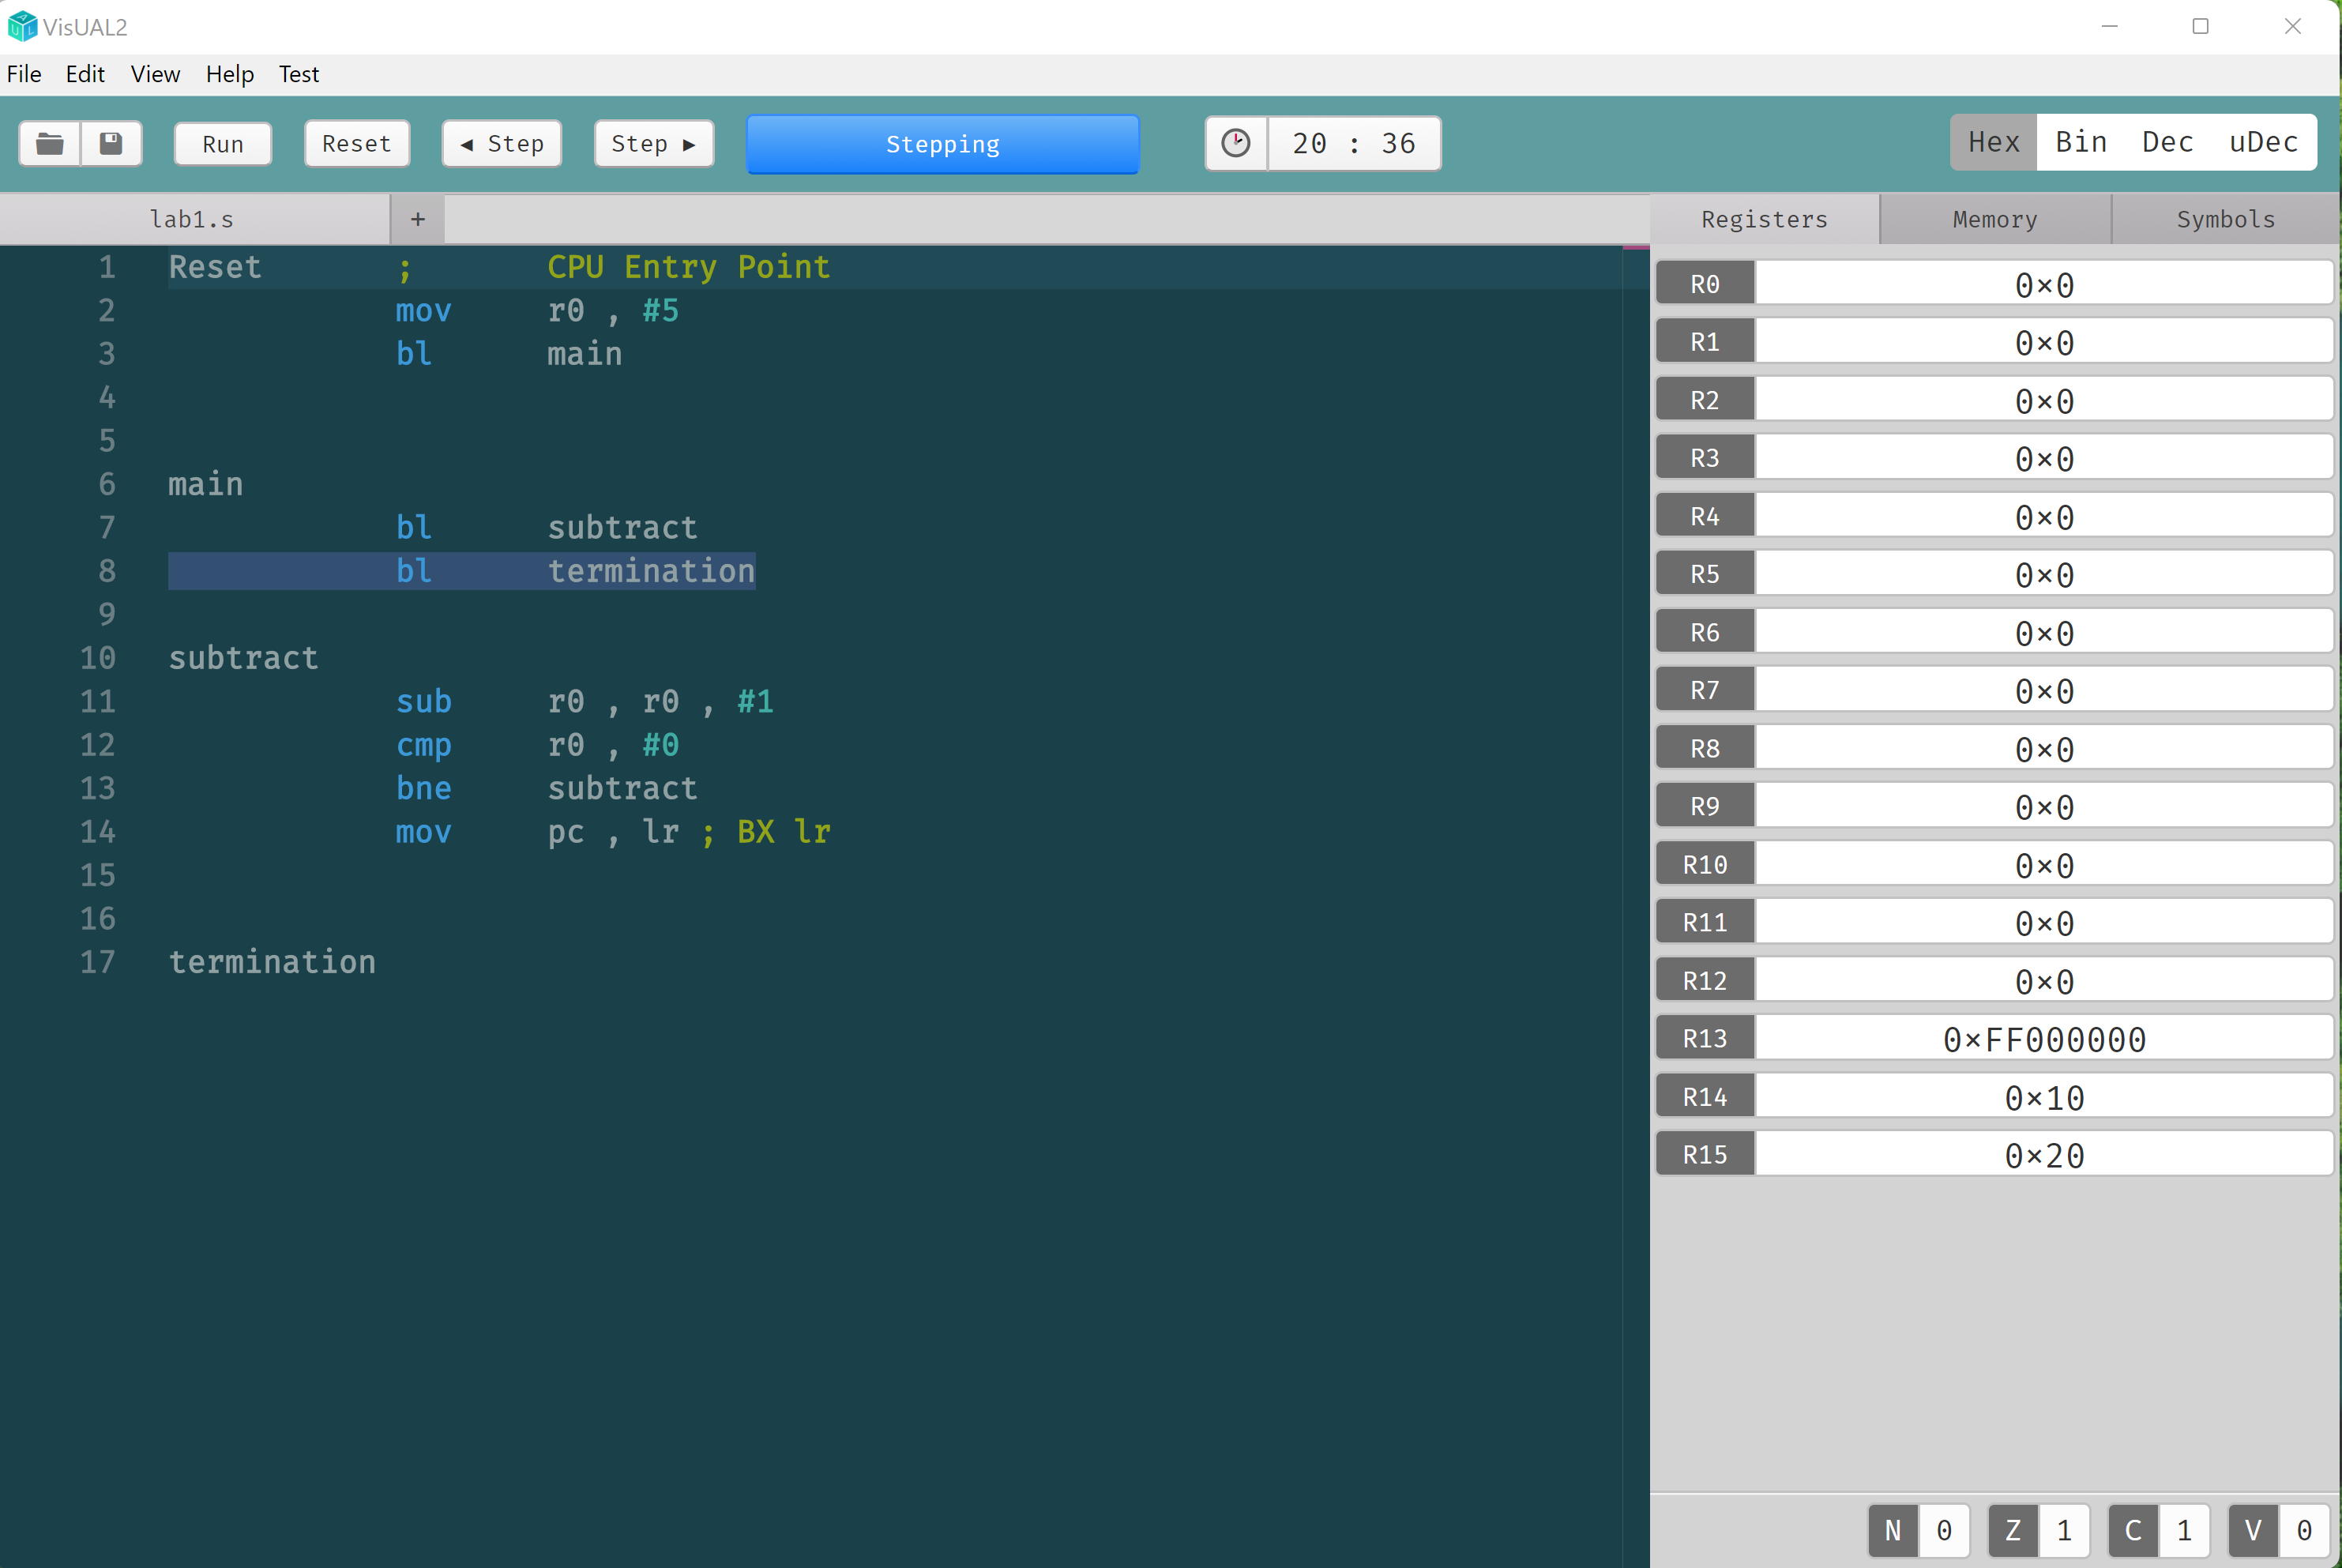 VisUAL2
File Edit View Help Test
Run Reset ◂ Step Step ▸ Stepping 20 : 36 Hex Bin Dec uDec
lab1.s + Registers Memory Symbols
1 Reset ; CPU Entry Point
2 mov r0 , #5
3 bl main
4
5
6 main
7 bl subtract
8 bl termination
9
10 subtract
11 sub r0 , r0 , #1
12 cmp r0 , #0
13 bne subtract
14 mov pc , lr ; BX lr
15
16
17 termination
R0 0×0
R1 0×0
R2 0×0
R3 0×0
R4 0×0
R5 0×0
R6 0×0
R7 0×0
R8 0×0
R9 0×0
R10 0×0
R11 0×0
R12 0×0
R13 0×FF000000
R14 0×10
R15 0×20
N 0 Z 1 C 1 V 0